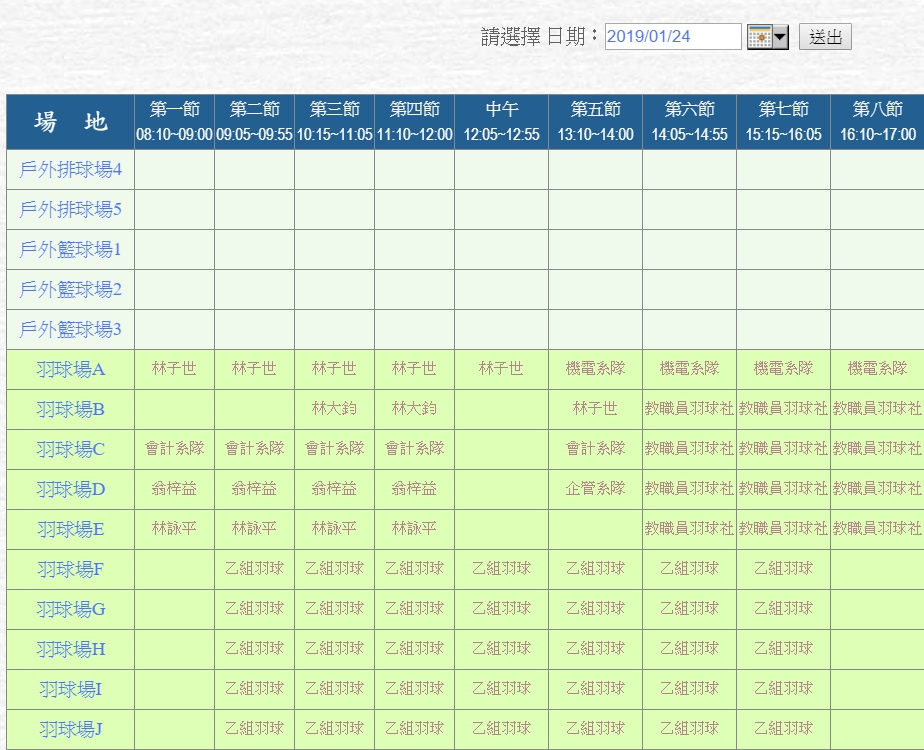 請選擇 日期： 2019/01/24 送出
場 地 第一節 第二節 第三節 第四節 中午 第五節 第六節 第七節 第八節
08:10~09:00 09:05~09:55 10:15~11:05 11:10~12:00 12:05~12:55 13:10~14:00 14:05~14:55 15:15~16:05 16:10~17:00
戶外排球場4
戶外排球場5
戶外籃球場1
戶外籃球場2
戶外籃球場3
羽球場A 林子世 林子世 林子世 林子世 林子世 機電系隊 機電系隊 機電系隊 機電系隊
羽球場B 林大鈞 林大鈞 林子世 教職員羽球社 教職員羽球社 教職員羽球社
羽球場C 會計系隊 會計系隊 會計系隊 會計系隊 會計系隊 教職員羽球社 教職員羽球社 教職員羽球社
羽球場D 翁梓益 翁梓益 翁梓益 翁梓益 企管系隊 教職員羽球社 教職員羽球社 教職員羽球社
羽球場E 林詠平 林詠平 林詠平 林詠平 教職員羽球社 教職員羽球社 教職員羽球社
羽球場F 乙組羽球 乙組羽球 乙組羽球 乙組羽球 乙組羽球 乙組羽球 乙組羽球
羽球場G 乙組羽球 乙組羽球 乙組羽球 乙組羽球 乙組羽球 乙組羽球 乙組羽球
羽球場H 乙組羽球 乙組羽球 乙組羽球 乙組羽球 乙組羽球 乙組羽球 乙組羽球
羽球場I 乙組羽球 乙組羽球 乙組羽球 乙組羽球 乙組羽球 乙組羽球 乙組羽球
羽球場J 乙組羽球 乙組羽球 乙組羽球 乙組羽球 乙組羽球 乙組羽球 乙組羽球